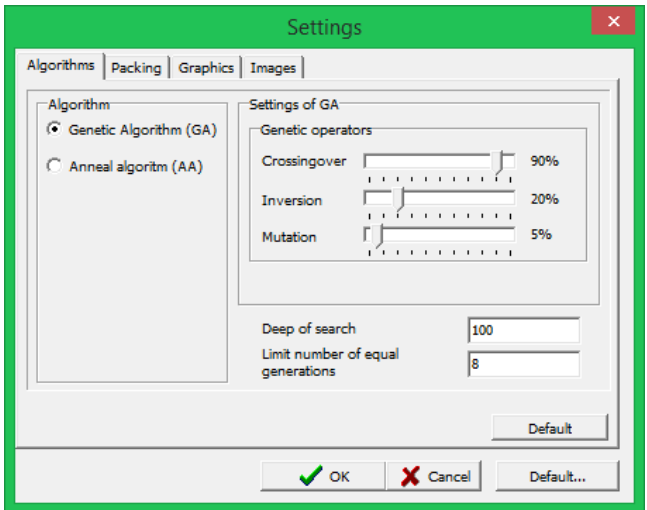 Settings
Algorithms Packing Graphics Images
Algorithm
Genetic Algorithm (GA)
Anneal algoritm (AA)
Settings of GA
Genetic operators
Crossingover 90%
Inversion 20%
Mutation 5%
Deep of search 100
Limit number of equal
generations 8
Default
OK Cancel Default...